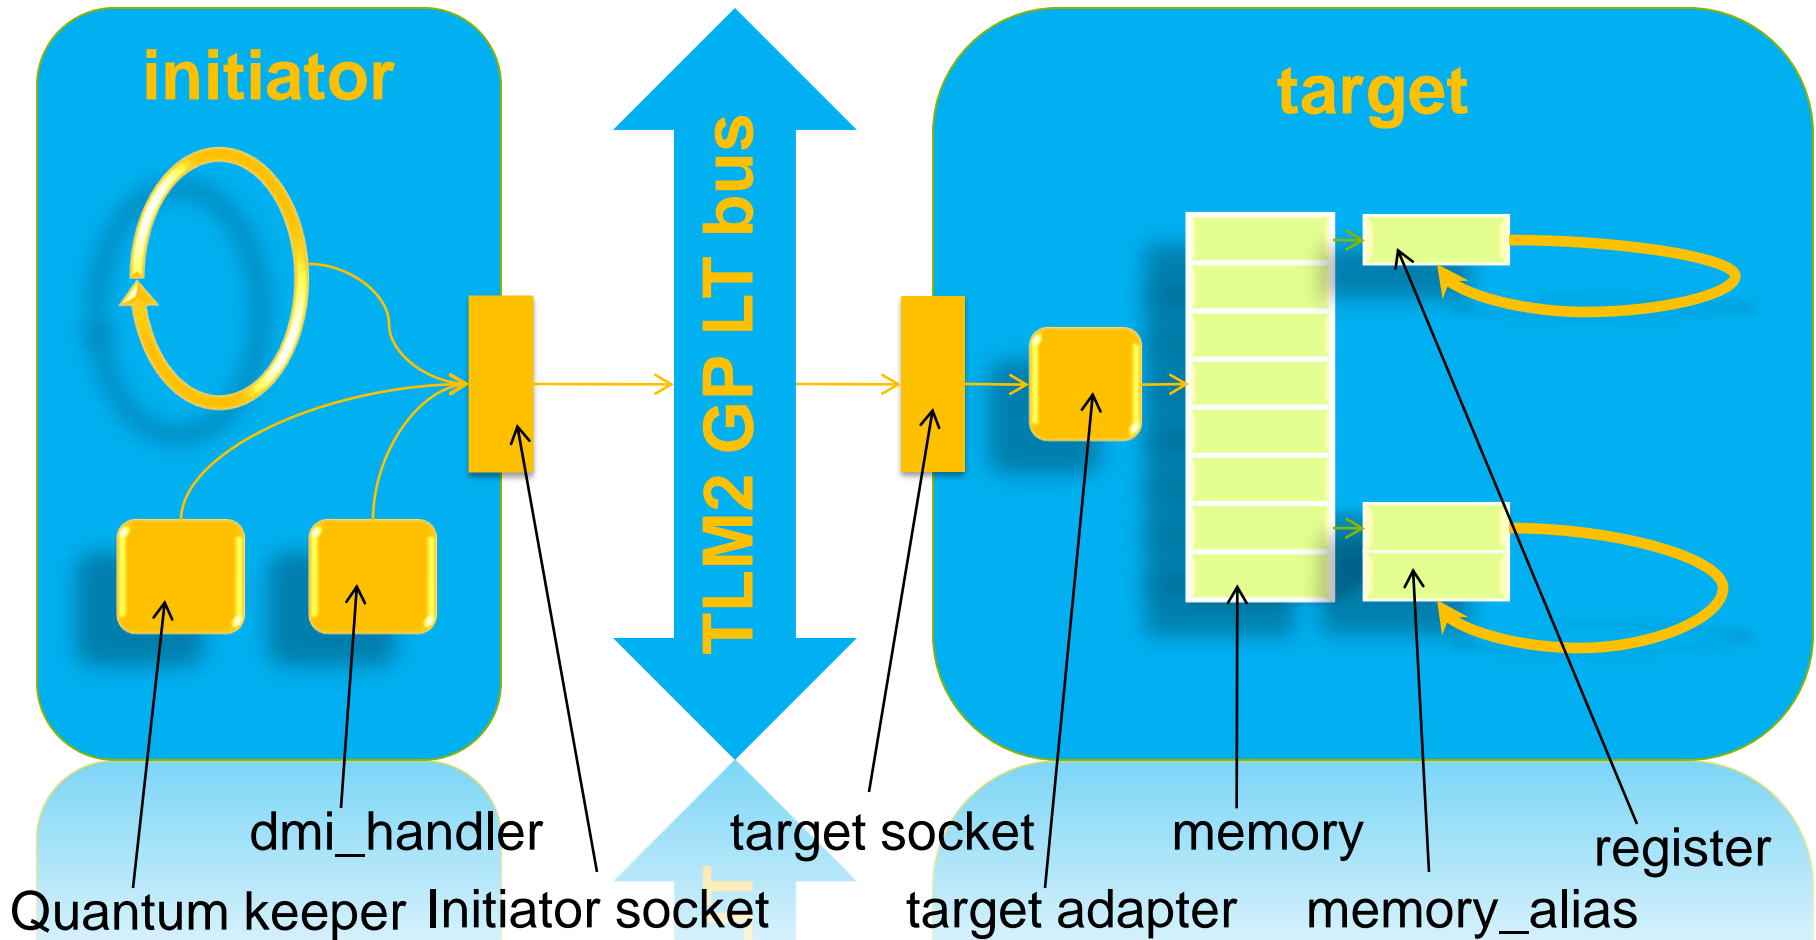 initiator
target
TLM2 GP LT bus
dmi_handler
target socket
memory
register
Quantum keeper
Initiator socket
target adapter
memory_alias